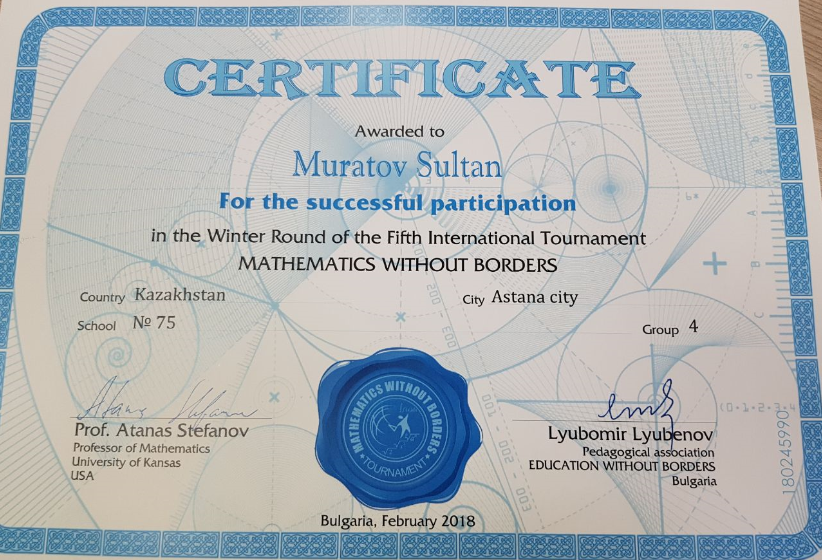 CERTIFICATE
Awarded to
Muratov Sultan
For the successful participation
in the Winter Round of the Fifth International Tournament
MATHEMATICS WITHOUT BORDERS
Country Kazakhstan
City Astana city
School № 75
Group 4
MATHEMATICS WITHOUT BORDERS
TOURNAMENT
Prof. Atanas Stefanov
Professor of Mathematics
University of Kansas
USA
Lyubomir Lyubenov
Pedagogical association
EDUCATION WITHOUT BORDERS
Bulgaria
180245990
Bulgaria, February 2018